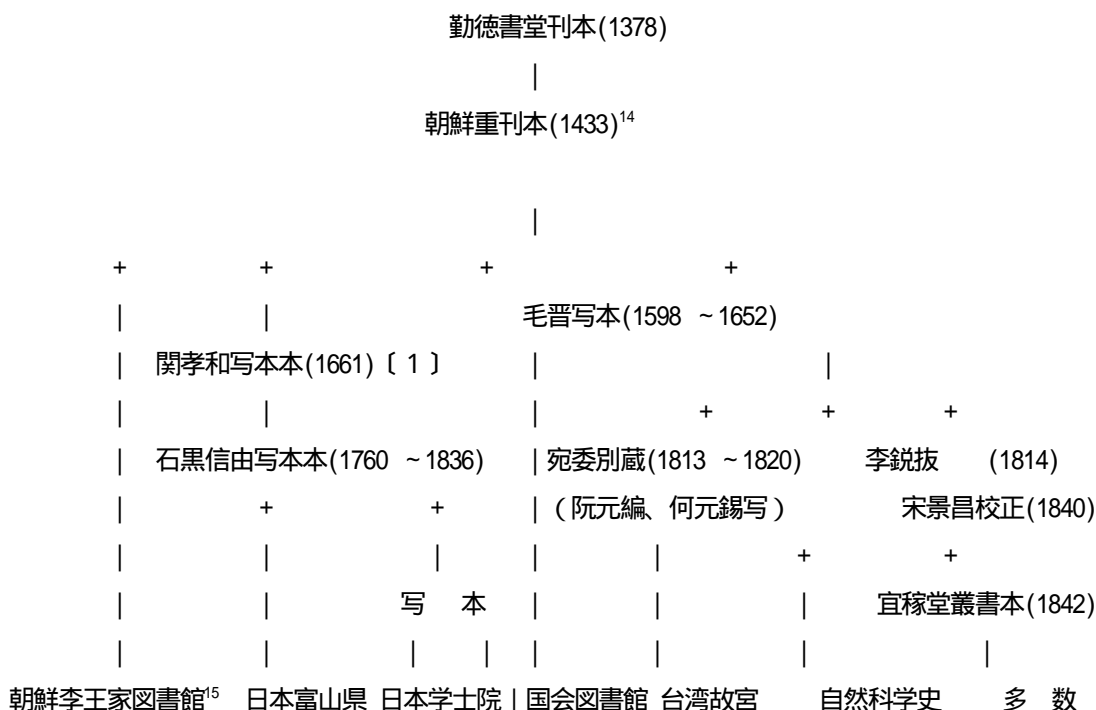 勤徳書堂刊本(1378)
|
朝鮮重刊本(1433)14
|
+ + + +
| | 毛晋写本(1598 ~1652)
| 関孝和写本本(1661)〔 1 〕 | |
| | | + + +
| 石黒信由写本本(1760 ~1836) | 宛委別蔵(1813 ~1820) 李鋭抜 (1814)
| + + | (阮元編、何元錫写) 宋景昌校正(1840)
| | | | | + +
| | 写 本 | | | 宜稼堂叢書本(1842)
| | | | | | | |
朝鮮李王家図書館15 日本富山県 日本学士院 | 国会図書館 台湾故宮 自然科学史 多 数